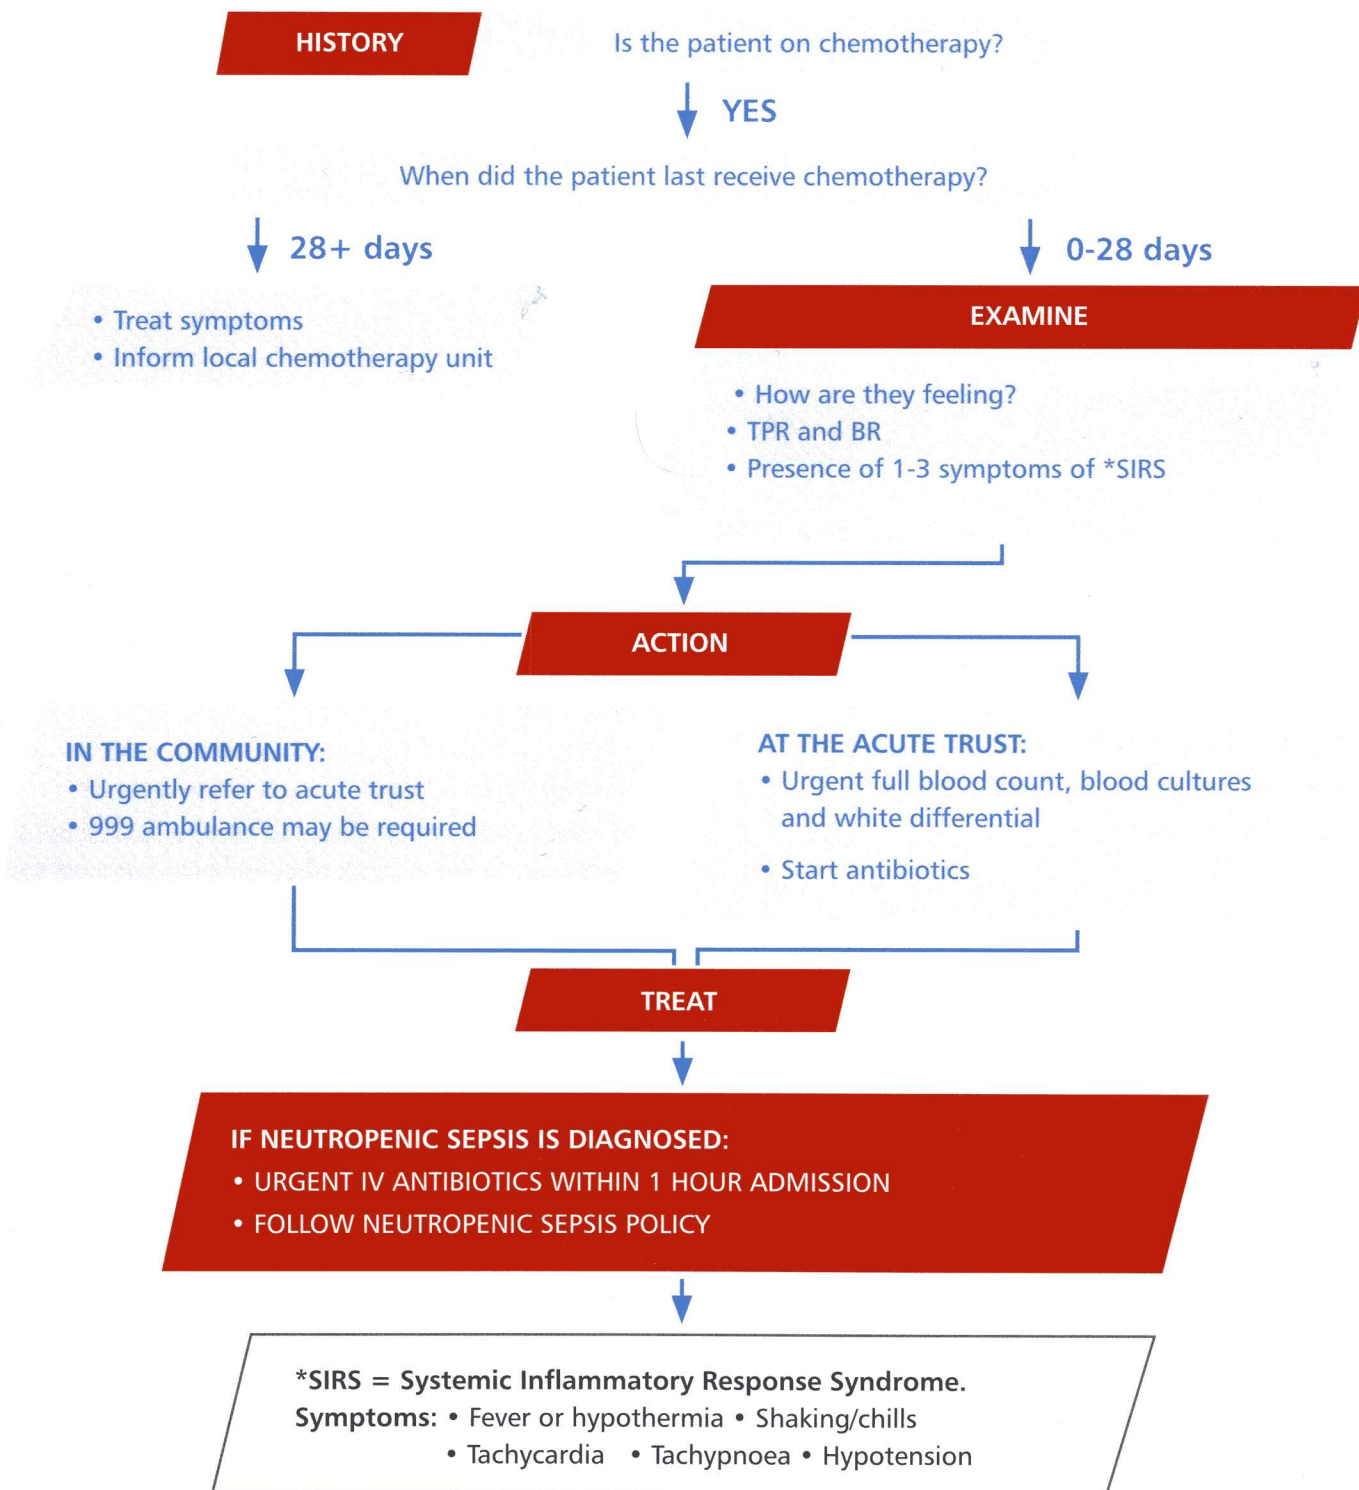 HISTORY
Is the patient on chemotherapy?
YES
When did the patient last receive chemotherapy?
28+ days
• Treat symptoms
• Inform local chemotherapy unit
0-28 days
EXAMINE
• How are they feeling?
• TPR and BR
• Presence of 1-3 symptoms of *SIRS
ACTION
IN THE COMMUNITY:
• Urgently refer to acute trust
• 999 ambulance may be required
AT THE ACUTE TRUST:
• Urgent full blood count, blood cultures
and white differential
• Start antibiotics
TREAT
IF NEUTROPENIC SEPSIS IS DIAGNOSED:
• URGENT IV ANTIBIOTICS WITHIN 1 HOUR ADMISSION
• FOLLOW NEUTROPENIC SEPSIS POLICY
*SIRS = Systemic Inflammatory Response Syndrome.
Symptoms: • Fever or hypothermia • Shaking/chills
• Tachycardia • Tachypnoea • Hypotension